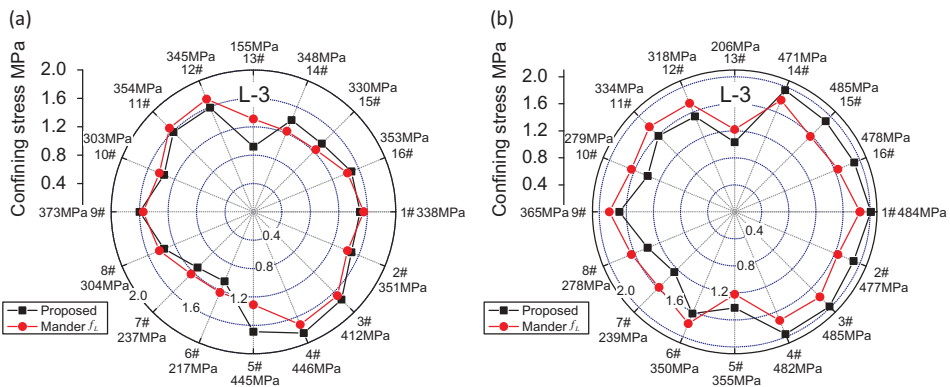 (a)
Confining stress MPa
2.0
1.6
1.2
0.8
0.4
L-3
155MPa
13#
348MPa
14#
330MPa
15#
353MPa
16#
1# 338MPa
2#
351MPa
3#
412MPa
4#
446MPa
5#
445MPa
6#
217MPa
7#
237MPa
8#
304MPa
373MPa 9#
303MPa
10#
354MPa
11#
345MPa
12#
0.4
0.8
1.2
1.6
2.0
Proposed
Mander fL
(b)
Confining stress MPa
2.0
1.6
1.2
0.8
0.4
L-3
206MPa
13#
471MPa
14#
485MPa
15#
478MPa
16#
1# 484MPa
2#
477MPa
3#
485MPa
4#
482MPa
5#
355MPa
6#
350MPa
7#
239MPa
8#
278MPa
365MPa 9#
279MPa
10#
334MPa
11#
318MPa
12#
0.4
0.8
1.2
1.6
2.0
Proposed
Mander fL